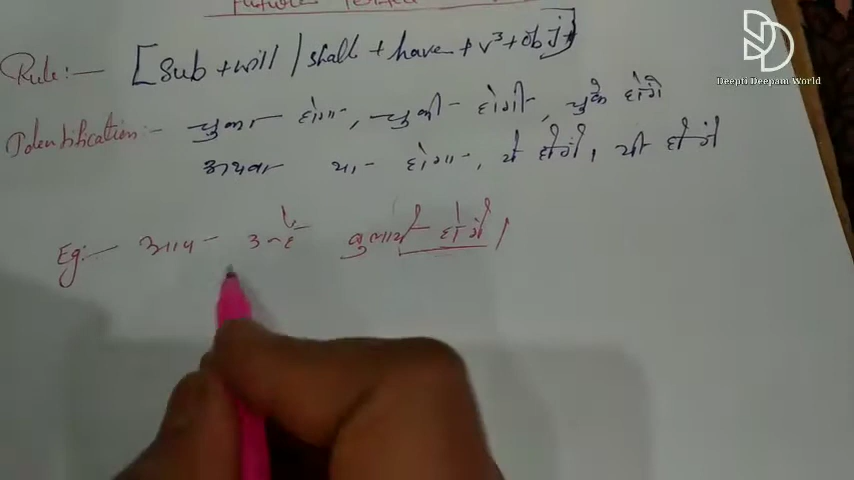 Deepti Deepam World
Rule:- [Sub + will / shall + have + v³ + obj]
Identification:- चुका होगा, चुकी होगी, चुके होंगे
अथवा या होगा, ये होंगे, यी होंगी
Eg:- आप उन्हें बुलाये होंगे।